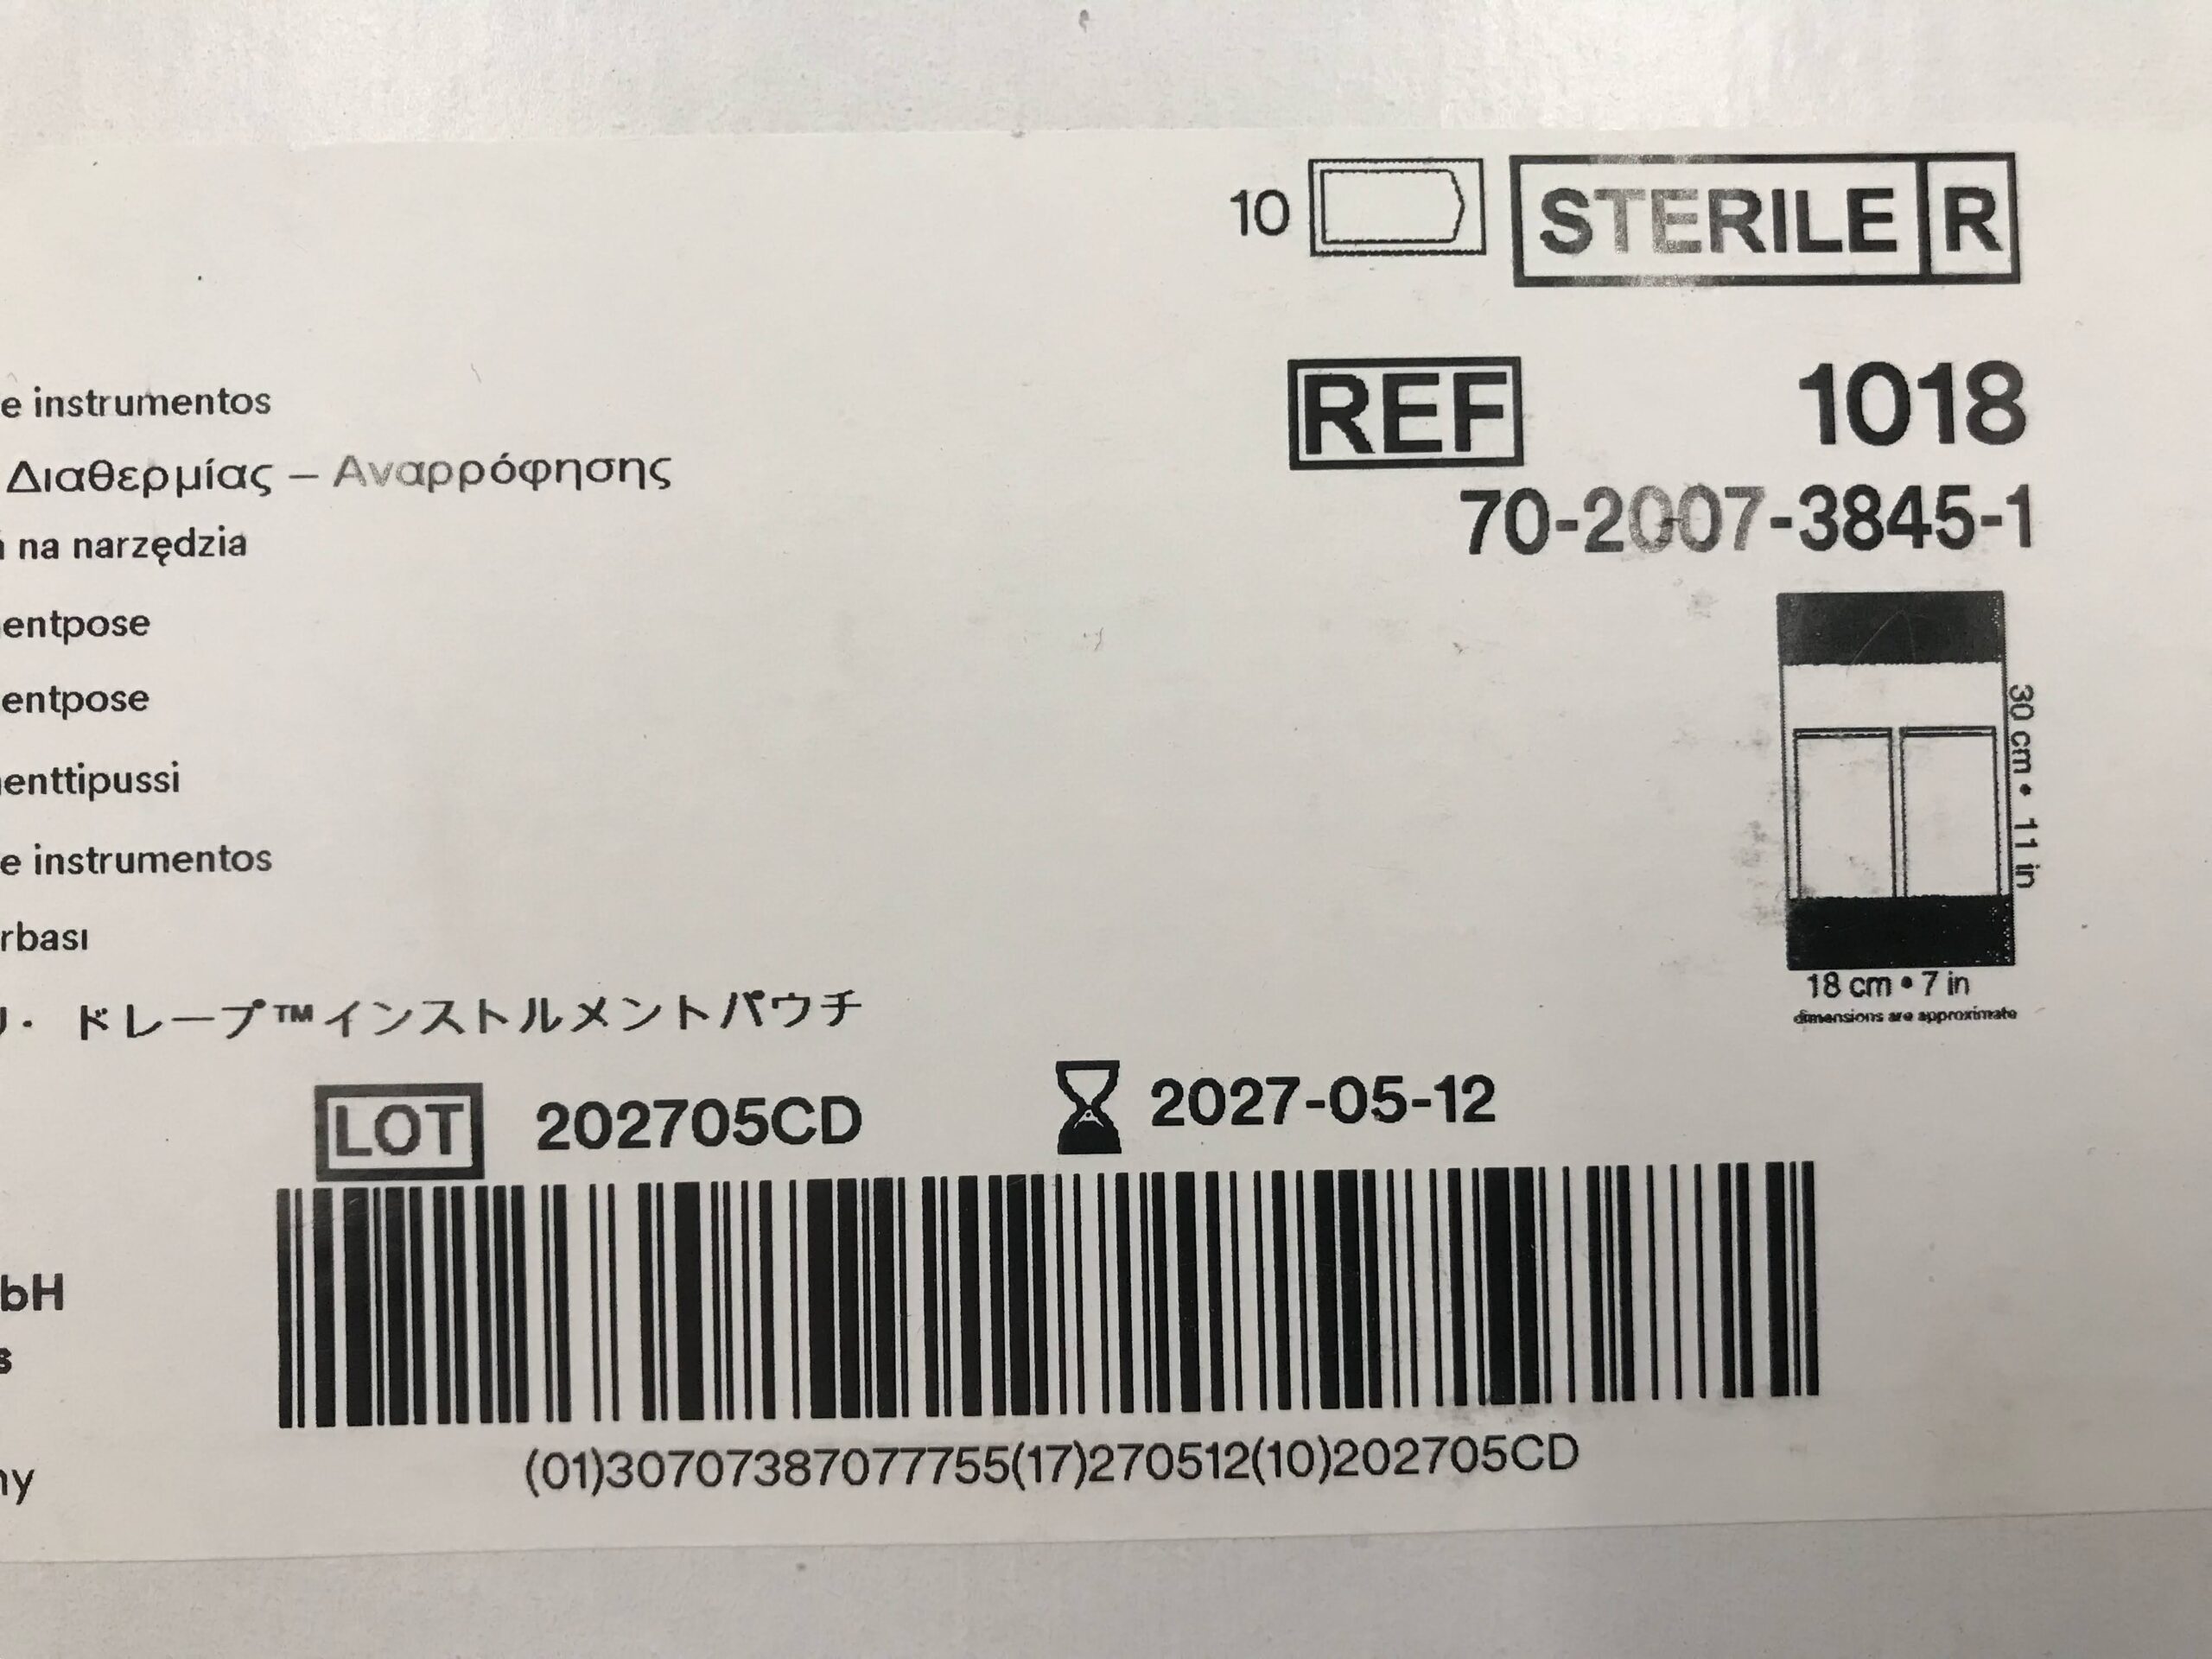 10 STERILE R
REF 1018
70-2007-3845-1
e instrumentos
Διαθερμίας – Αναρρόφησης
na narzędzia
entpose
entpose
enttipussi
e instrumentos
rbası
・ドレープ™インストルメントパウチ
30 cm • 11 in
18 cm • 7 in
dimensions are approximate
LOT 202705CD 2027-05-12
bH
s
(01)30707387077755(17)270512(10)202705CD
ny